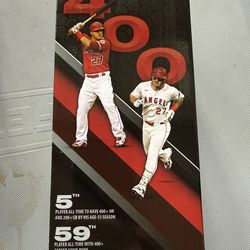 400
27
ANGELS
27
5TH
PLAYER ALL-TIME TO HAVE 400+ HR
AND 200+ SB BY HIS AGE 33 SEASON
59TH
PLAYER ALL-TIME WITH 400+